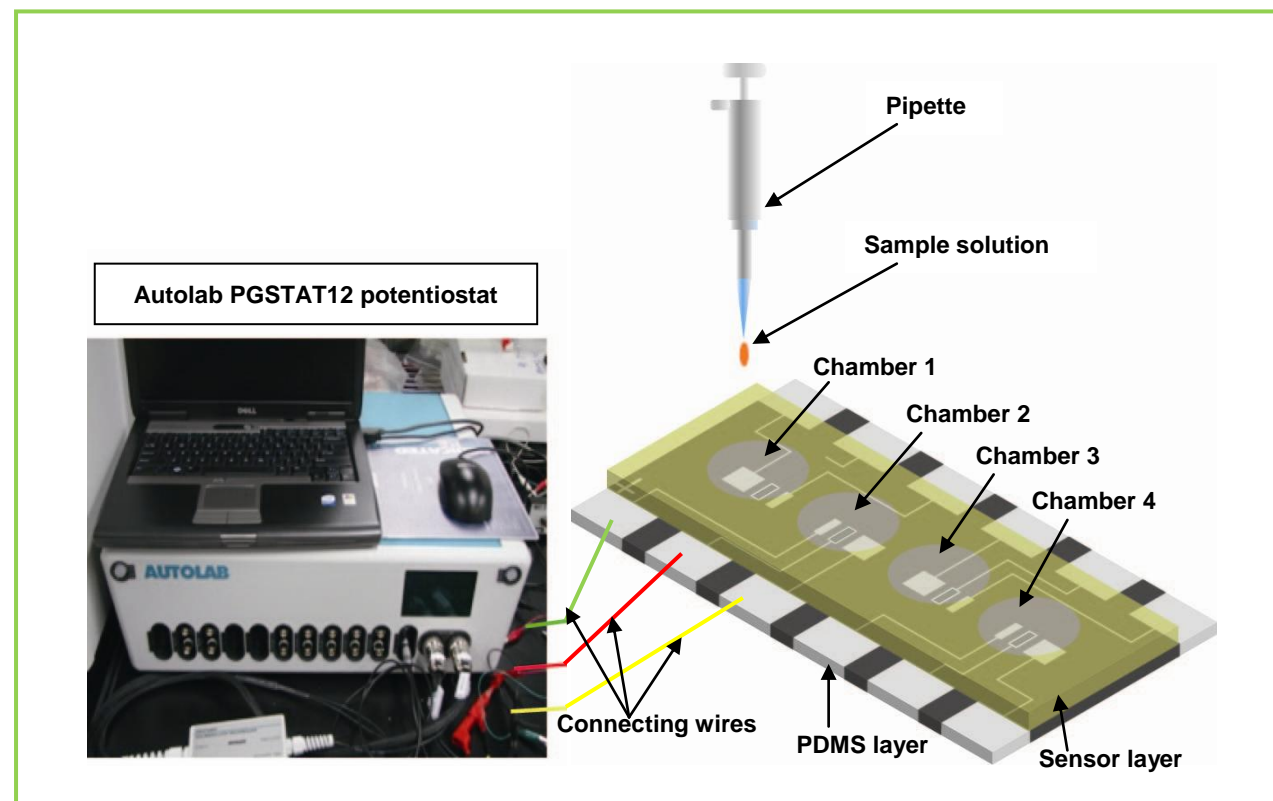 Pipette
Sample solution
Autolab PGSTAT12 potentiostat
Chamber 1
Chamber 2
Chamber 3
Chamber 4
DELL
AUTOLAB
Connecting wires
PDMS layer
Sensor layer